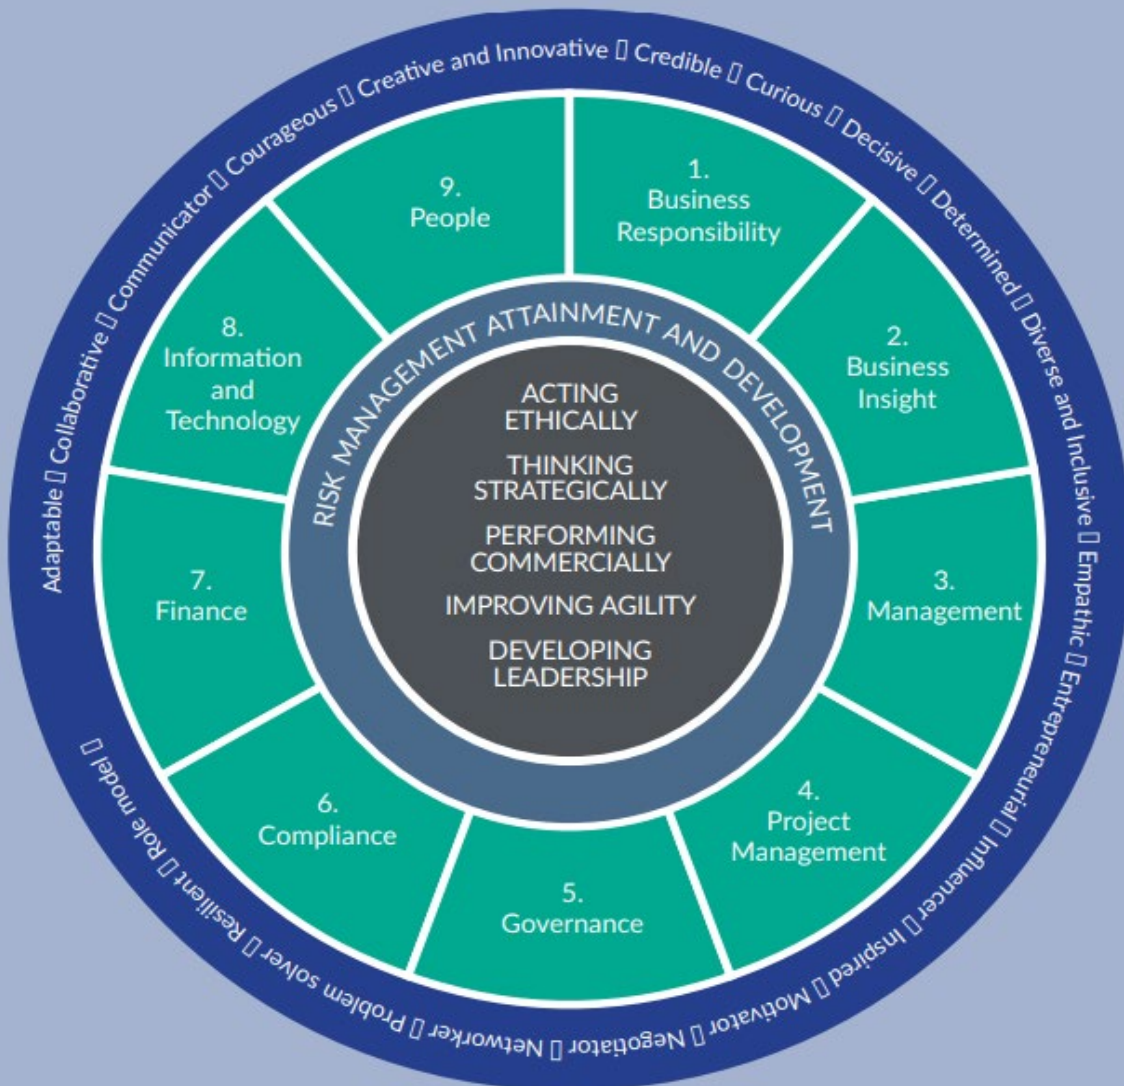 Adaptable ▯ Collaborative ▯ Communicator ▯ Courageous ▯ Creative and Innovative ▯ Credible ▯ Curious ▯ Decisive ▯ Determined ▯ Diverse and Inclusive ▯ Empathic ▯ Entrepreneurial ▯ Influencer ▯ Inspired ▯ Motivator ▯ Negotiator ▯ Networker ▯ Problem solver ▯ Resilient ▯ Role model ▯
1.
Business
Responsibility
2.
Business
Insight
3.
Management
4.
Project
Management
5.
Governance
6.
Compliance
7.
Finance
8.
Information
and
Technology
9.
People
RISK MANAGEMENT ATTAINMENT AND DEVELOPMENT
ACTING
ETHICALLY
THINKING
STRATEGICALLY
PERFORMING
COMMERCIALLY
IMPROVING AGILITY
DEVELOPING
LEADERSHIP